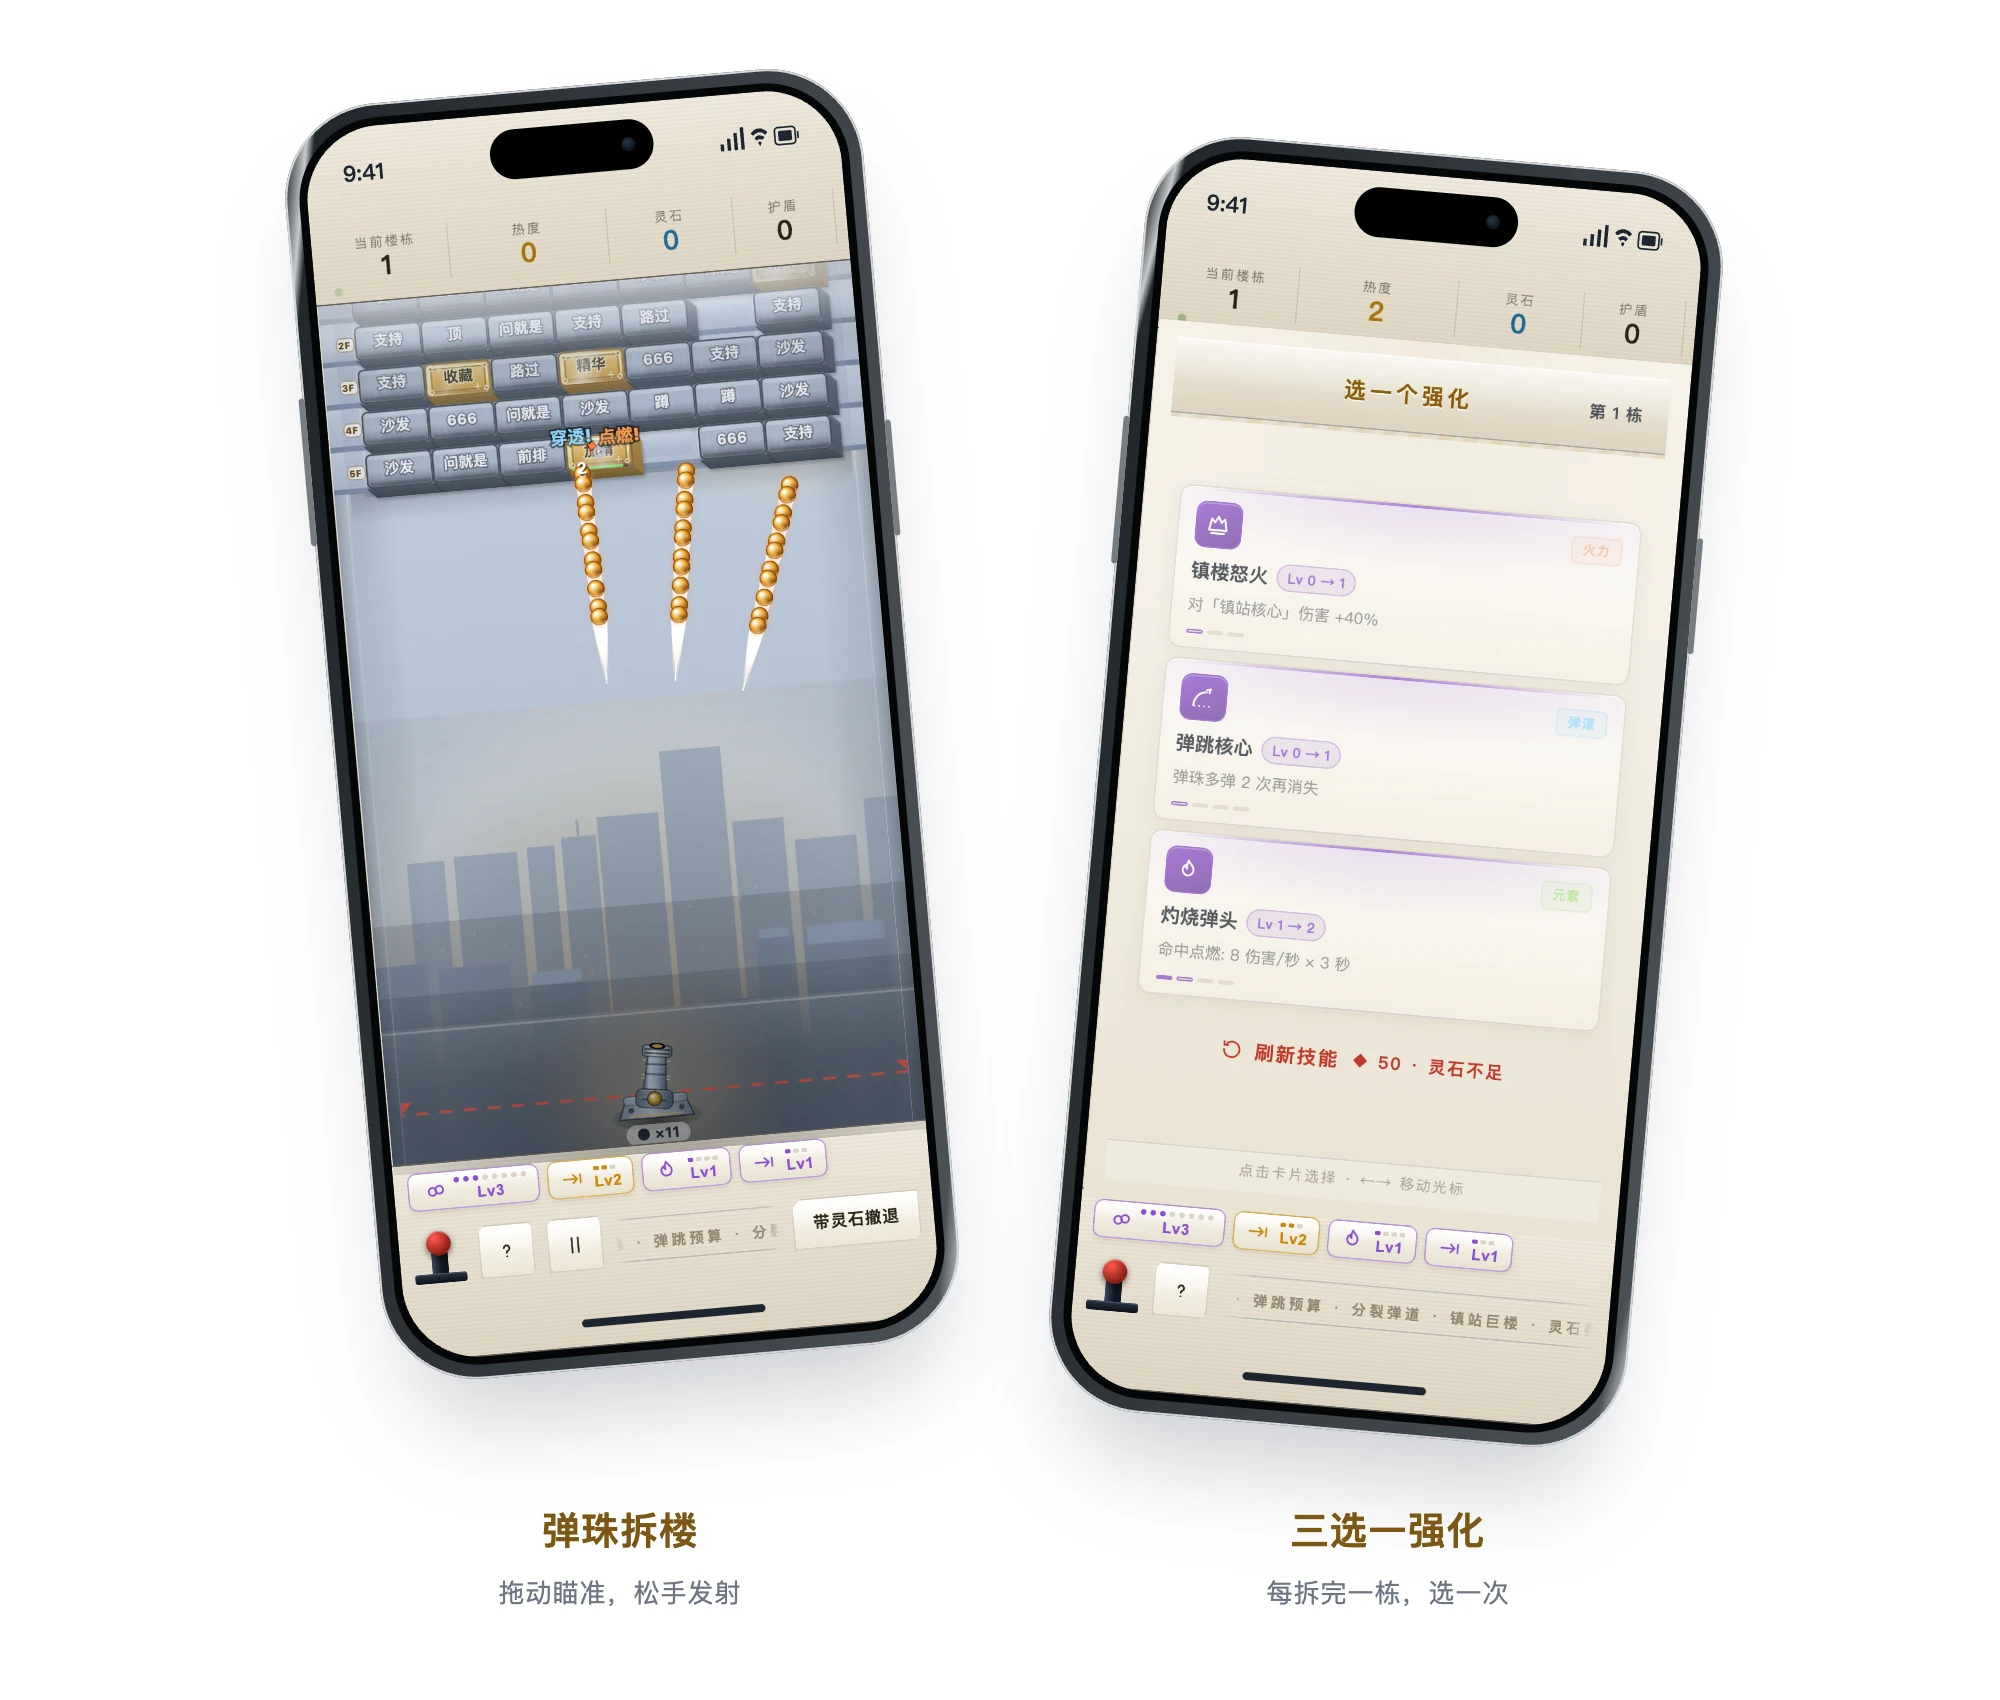 9:41
当前楼栋
1
热度
0
灵石
0
护盾
0
支持
2F
支持
顶
问就是
支持
路过
3F
支持
收藏
路过
精华
666
支持
沙发
4F
沙发
666
问就是
沙发
蹲
蹲
沙发
穿透!
点燃!
5F
沙发
问就是
前排
2
666
支持
×11
Lv3
Lv2
Lv1
Lv1
?
· 弹跳预算 · 分
带灵石撤退
弹珠拆楼
拖动瞄准，松手发射
9:41
当前楼栋
1
热度
2
灵石
0
护盾
0
选一个强化
第 1 栋
火力
镇楼怒火
Lv 0 → 1
对「镇站核心」伤害 +40%
弹道
弹跳核心
Lv 0 → 1
弹珠多弹 2 次再消失
元素
灼烧弹头
Lv 1 → 2
命中点燃: 8 伤害/秒 × 3 秒
刷新技能 ◆ 50 · 灵石不足
点击卡片选择 · ←→ 移动光标
Lv3
Lv2
Lv1
Lv1
?
· 弹跳预算 · 分裂弹道 · 镇站巨楼 · 灵石
三选一强化
每拆完一栋，选一次